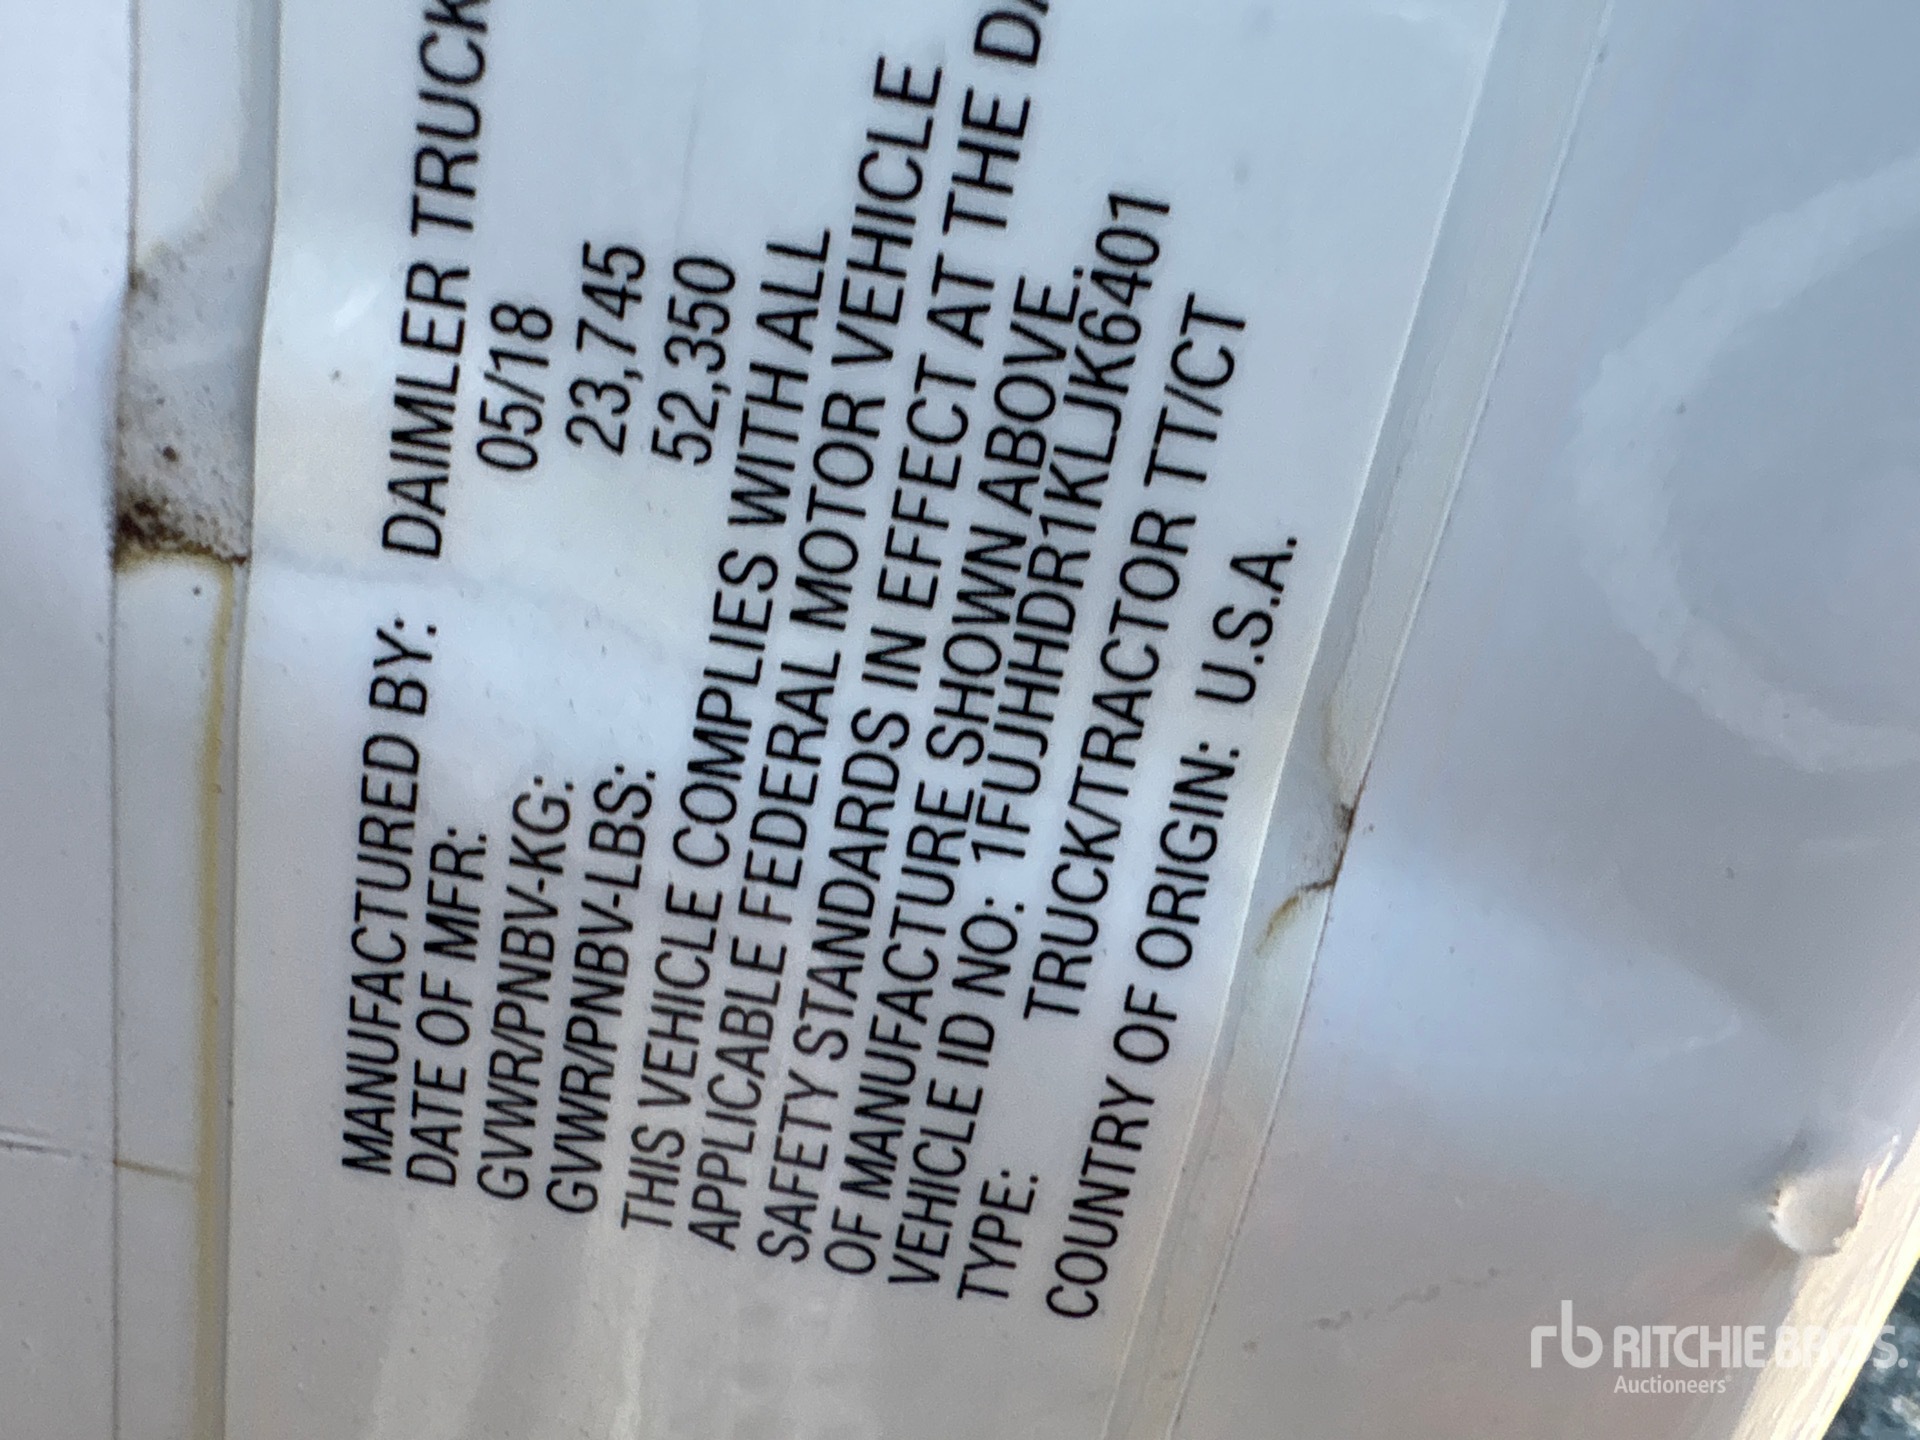 MANUFACTURED BY: DAIMLER TRUCK
DATE OF MFR: 05/18
GVWR/PNBV-KG: 23,745
GVWR/PNBV-LBS: 52,350
THIS VEHICLE COMPLIES WITH ALL
APPLICABLE FEDERAL MOTOR VEHICLE
SAFETY STANDARDS IN EFFECT AT THE DA
OF MANUFACTURE SHOWN ABOVE.
VEHICLE ID NO: 1FUJHHDR1KLJK6401
TYPE: TRUCK/TRACTOR TT/CT
COUNTRY OF ORIGIN: U.S.A.
rb RITCHIE BROS.
Auctioneers